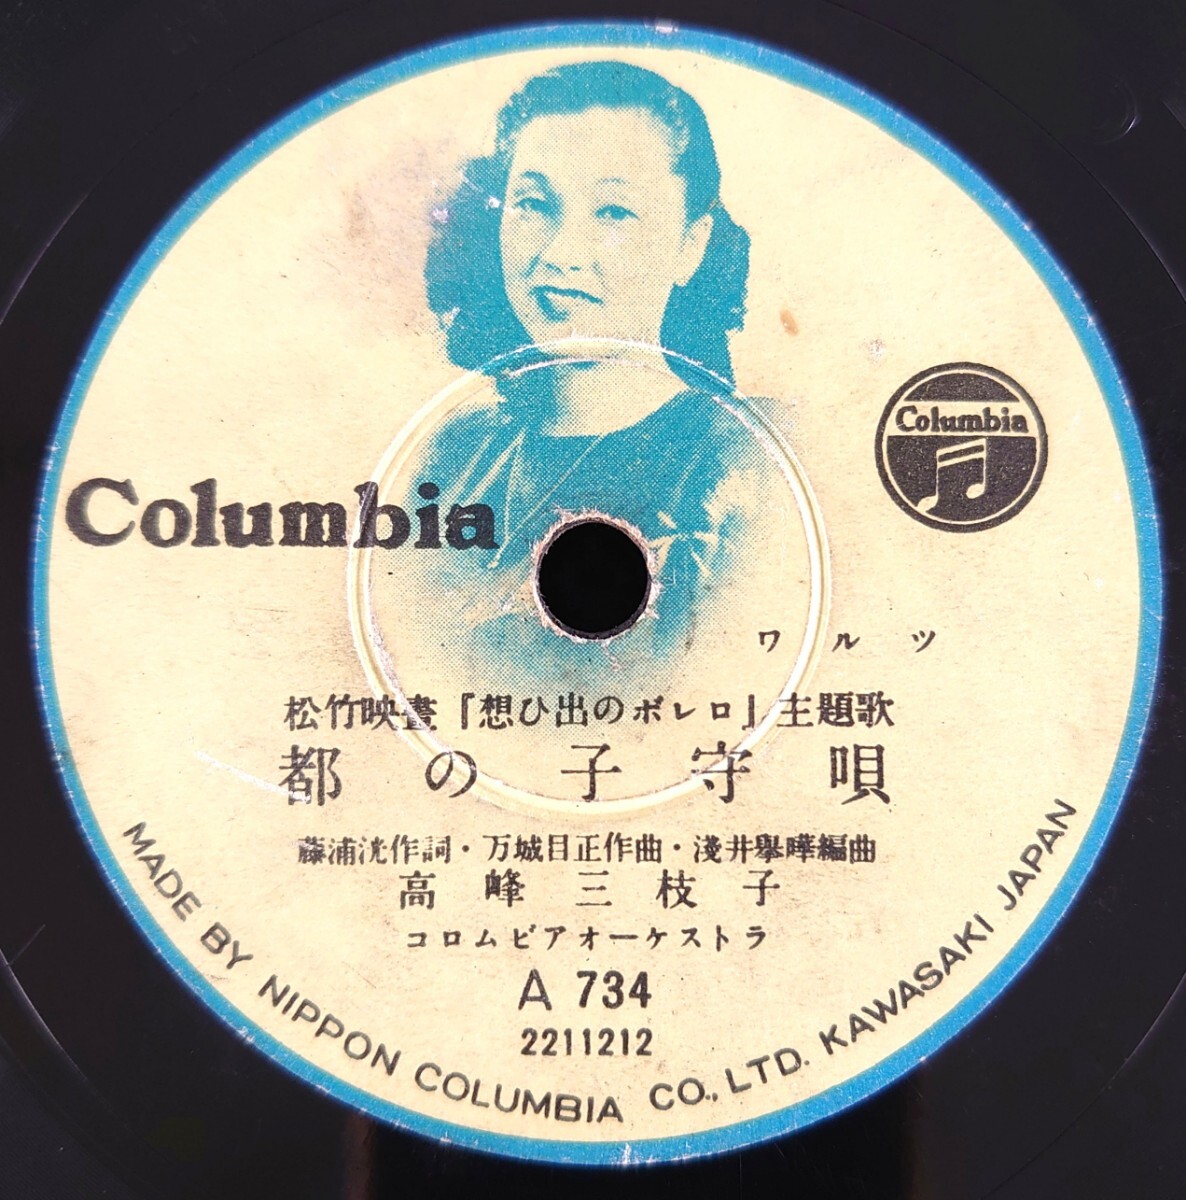 Columbia
Columbia
ワルツ
松竹映畫『想ひ出のボレロ』主題歌
都の子守唄
藤浦洸作詞・万城目正作曲・淺井擧曄編曲
高峰三枝子
コロムビアオーケストラ
A 734
2211212
MADE BY NIPPON COLUMBIA CO., LTD. KAWASAKI JAPAN